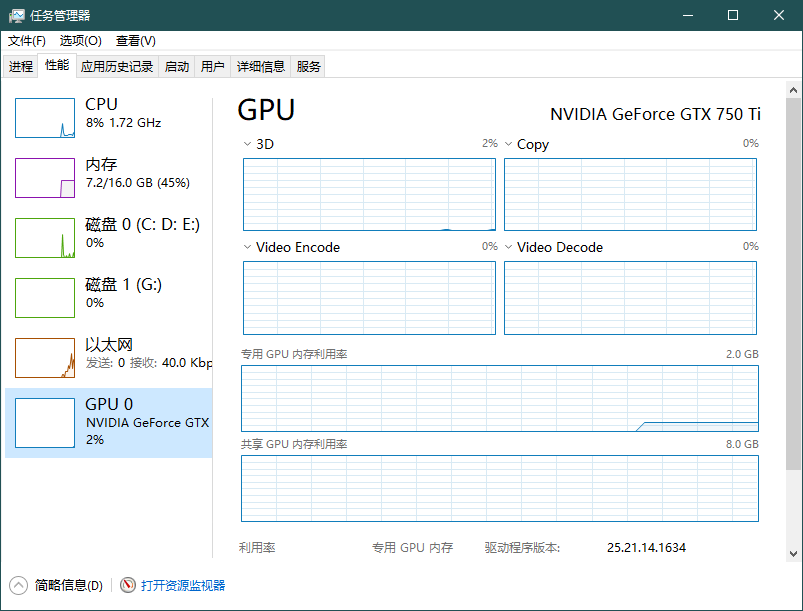 任务管理器
文件(F) 选项(O) 查看(V)
进程 性能 应用历史记录 启动 用户 详细信息 服务
CPU
8% 1.72 GHz
内存
7.2/16.0 GB (45%)
磁盘 0 (C: D: E:)
0%
磁盘 1 (G:)
0%
以太网
发送: 0 接收: 40.0 Kbp
GPU 0
NVIDIA GeForce GTX
2%
GPU NVIDIA GeForce GTX 750 Ti
3D 2% Copy 0%
Video Encode 0% Video Decode 0%
专用 GPU 内存利用率 2.0 GB
共享 GPU 内存利用率 8.0 GB
利用率 专用 GPU 内存 驱动程序版本: 25.21.14.1634
简略信息(D) 打开资源监视器